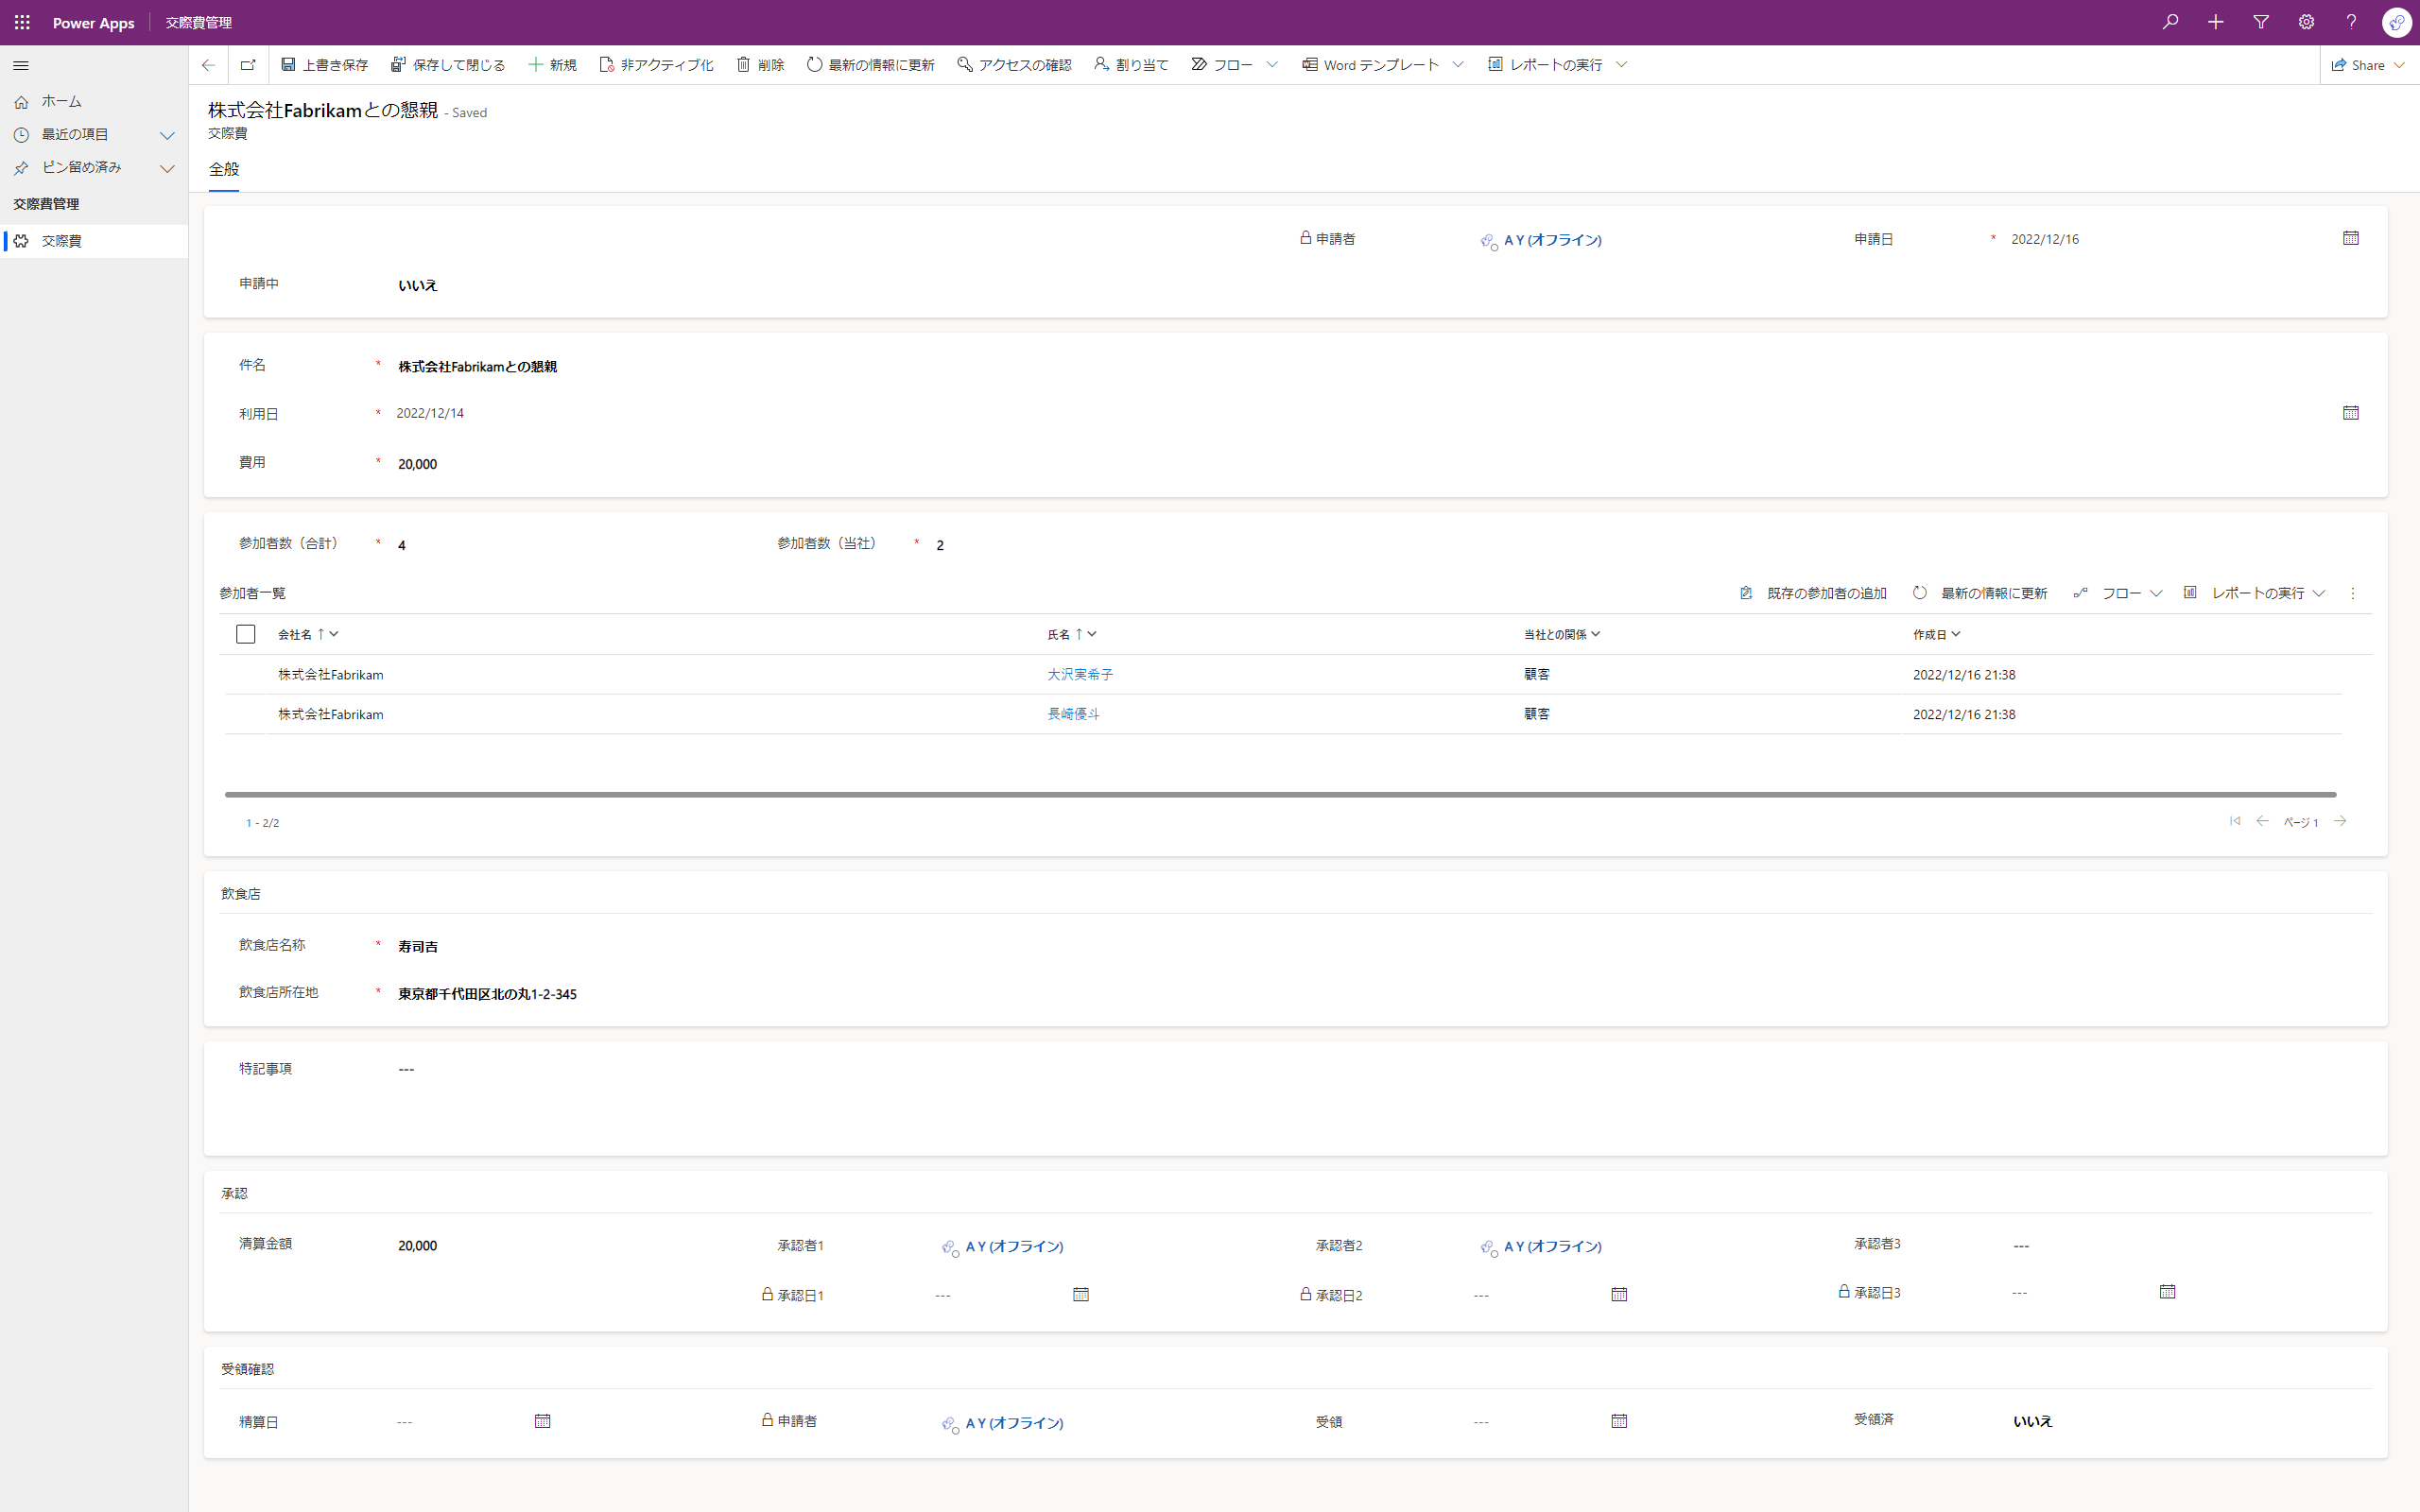 Power Apps 交際費管理
上書き保存 保存して閉じる 新規 非アクティブ化 削除 最新の情報に更新 アクセスの確認 割り当て フロー Word テンプレート レポートの実行 Share
ホーム
最近の項目
ピン留め済み
交際費管理
交際費
株式会社Fabrikamとの懇親 - Saved
交際費
全般
申請者 A Y (オフライン) 申請日 * 2022/12/16
申請中 いいえ
件名 * 株式会社Fabrikamとの懇親
利用日 * 2022/12/14
費用 * 20,000
参加者数（合計） * 4 参加者数（当社） * 2
参加者一覧 既存の参加者の追加 最新の情報に更新 フロー レポートの実行
会社名 ↑ 氏名 ↑ 当社との関係 作成日
株式会社Fabrikam 大沢実希子 顧客 2022/12/16 21:38
株式会社Fabrikam 長崎優斗 顧客 2022/12/16 21:38
1 - 2/2 ページ 1
飲食店
飲食店名称 * 寿司吉
飲食店所在地 * 東京都千代田区北の丸1-2-345
特記事項 ---
承認
清算金額 20,000 承認者1 A Y (オフライン) 承認者2 A Y (オフライン) 承認者3 ---
承認日1 --- 承認日2 --- 承認日3 ---
受領確認
精算日 --- 申請者 A Y (オフライン) 受領 --- 受領済 いいえ